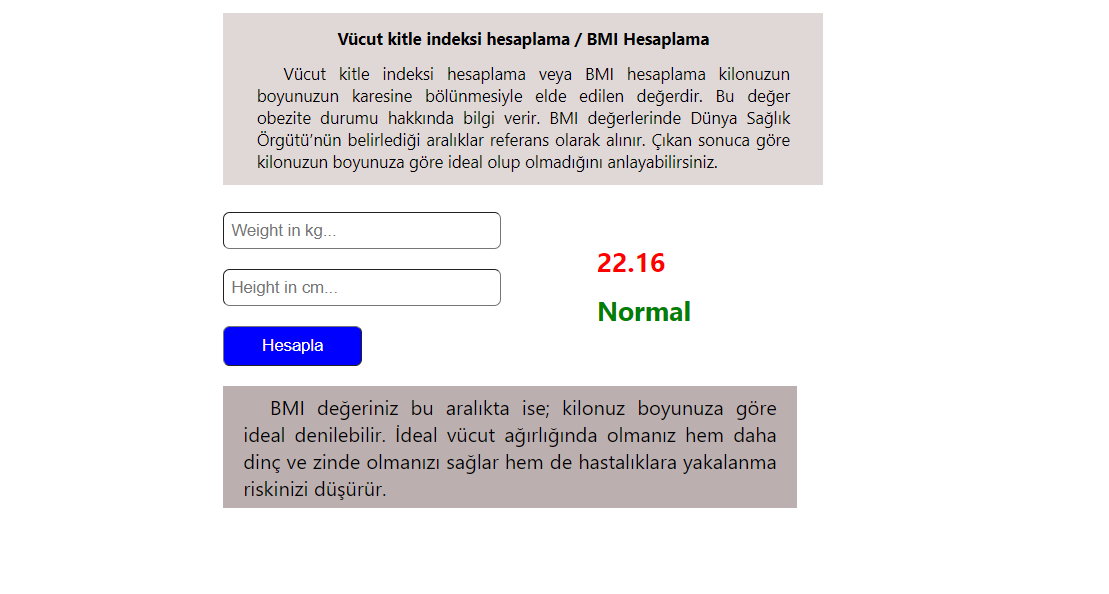 Vücut kitle indeksi hesaplama / BMI Hesaplama
Vücut kitle indeksi hesaplama veya BMI hesaplama kilonuzun
boyunuzun karesine bölünmesiyle elde edilen değerdir. Bu değer
obezite durumu hakkında bilgi verir. BMI değerlerinde Dünya Sağlık
Örgütü’nün belirlediği aralıklar referans olarak alınır. Çıkan sonuca göre
kilonuzun boyunuza göre ideal olup olmadığını anlayabilirsiniz.
Weight in kg...
Height in cm...
Hesapla
22.16
Normal
BMI değeriniz bu aralıkta ise; kilonuz boyunuza göre
ideal denilebilir. İdeal vücut ağırlığında olmanız hem daha
dinç ve zinde olmanızı sağlar hem de hastalıklara yakalanma
riskinizi düşürür.